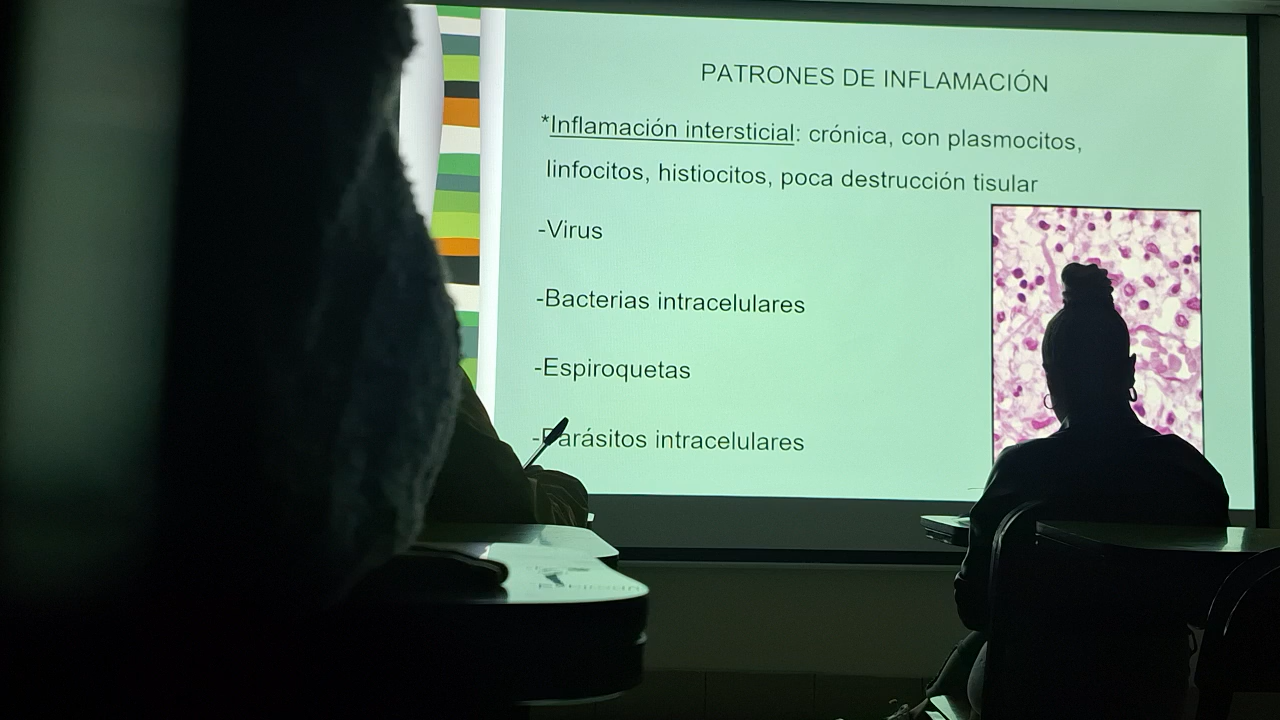 PATRONES DE INFLAMACIÓN
*Inflamación intersticial: crónica, con plasmocitos,
linfocitos, histiocitos, poca destrucción tisular
-Virus
-Bacterias intracelulares
-Espiroquetas
-Parásitos intracelulares